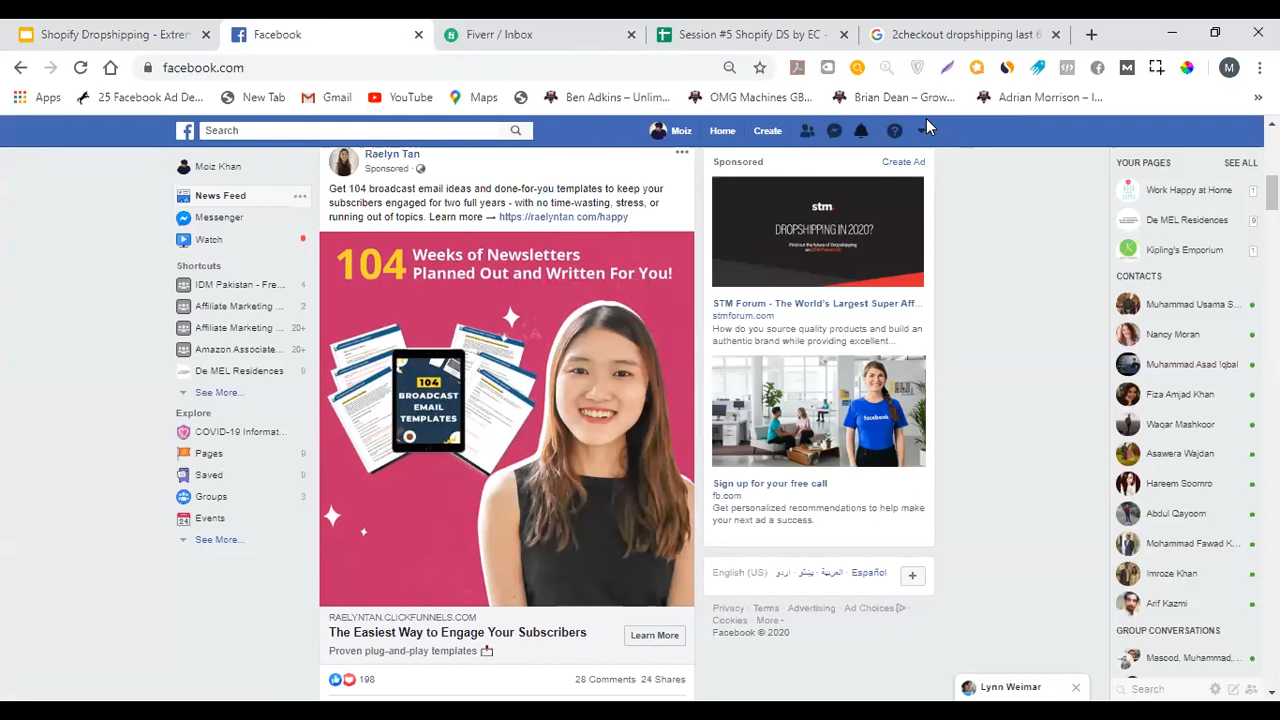 Shopify Dropshipping - Extrem
Facebook
Fiverr / Inbox
Session #5 Shopify DS by EC -
2checkout dropshipping last 6
facebook.com
M
Apps
25 Facebook Ad De...
New Tab
Gmail
YouTube
Maps
Ben Adkins – Unlim...
OMG Machines GB...
Brian Dean – Grow...
Adrian Morrison – I...
»
Search
Moiz
Home
Create
Moiz Khan
News Feed
Messenger
Watch
Shortcuts
IDM Pakistan - Fre... 4
Affiliate Marketing ... 2
Affiliate Marketing ... 20+
Amazon Associate... 20+
De MEL Residences 9
See More...
Explore
COVID-19 Informat...
Pages 9
Saved 9
Groups 3
24 Events
See More...
Raelyn Tan
Sponsored ·
Get 104 broadcast email ideas and done-for-you templates to keep your
subscribers engaged for two full years - with no time-wasting, stress, or
running out of topics. Learn more → https://raelyntan.com/happy
104 Weeks of Newsletters
Planned Out and Written For You!
104
BROADCAST
EMAIL
TEMPLATES
RAELYNTAN.CLICKFUNNELS.COM
The Easiest Way to Engage Your Subscribers
Proven plug-and-play templates
Learn More
198
28 Comments 24 Shares
Sponsored
Create Ad
stm.
DROPSHIPPING IN 2020?
STM Forum - The World's Largest Super Aff...
stmforum.com
How do you source quality products and build an
authentic brand while providing excellent...
facebook
Sign up for your free call
fb.com
Get personalized recommendations to help make
your next ad a success.
English (US) · اردو · پښتو · العربية · Español
+
Privacy · Terms · Advertising · Ad Choices ·
Cookies · More
Facebook © 2020
YOUR PAGES
SEE ALL
Work Happy at Home 1
De MEL Residences 9
Kipling's Emporium 1
CONTACTS
Muhammad Usama S...
Nancy Moran
Muhammad Asad Iqbal
Fiza Amjad Khan
Waqar Mashkoor
Asawera Wajdan
Hareem Soomro
Abdul Qayoom
Mohammad Fawad K...
Imroze Khan
Arif Kazmi
GROUP CONVERSATIONS
Masood, Muhammad,...
Search
Lynn Weimar